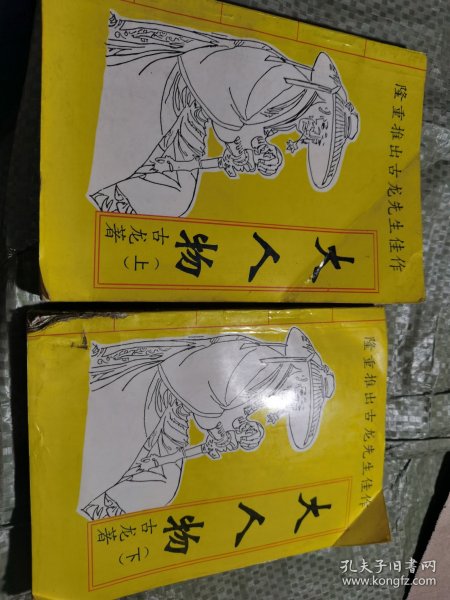 隆重推出古龙先生佳作
大人物
（上）
古龙著
隆重推出古龙先生佳作
大人物
（下）
古龙著
孔夫子旧书网
www.kongfz.com